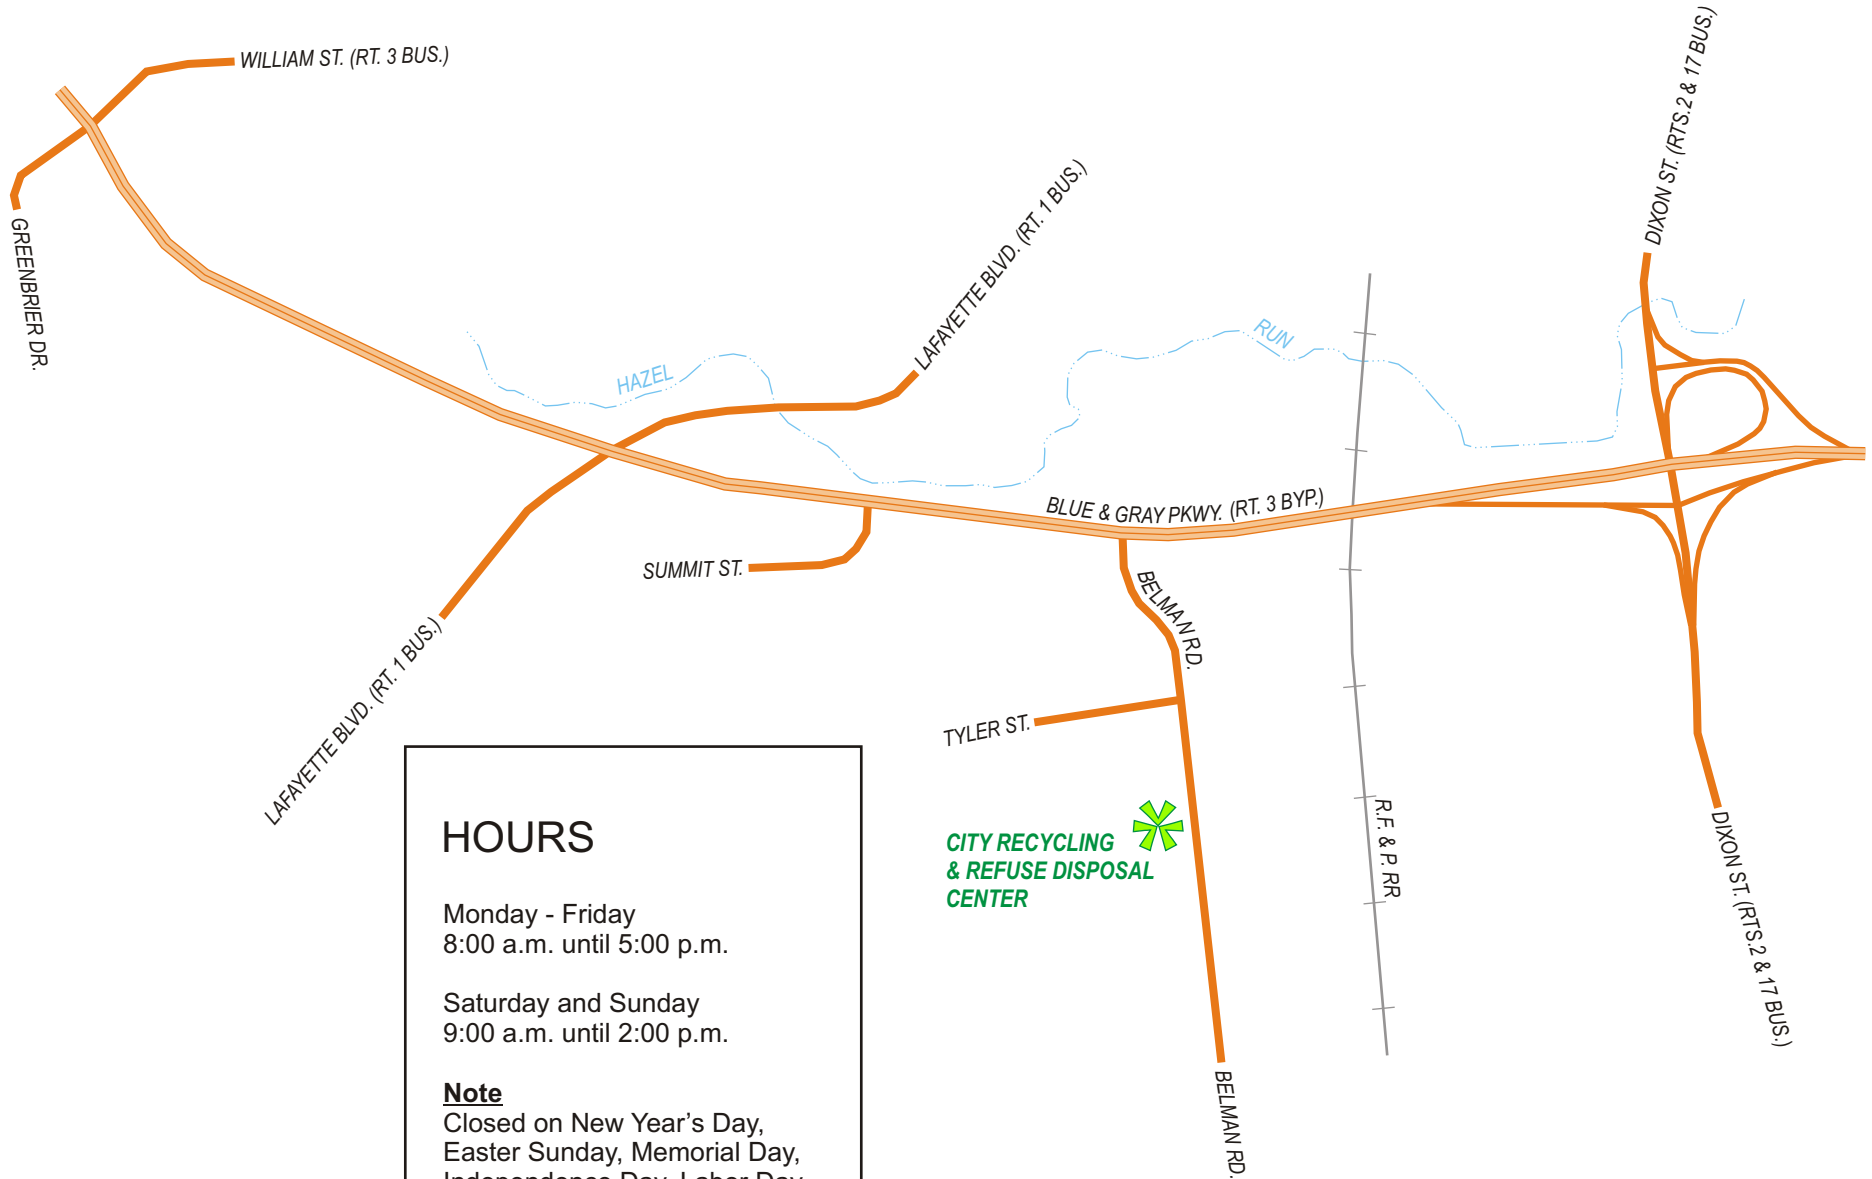 WILLIAM ST. (RT. 3 BUS.)
DIXON ST. (RTS.2 & 17 BUS.)
GREENBRIER DR.
LAFAYETTE BLVD. (RT. 1 BUS.)
HAZEL
RUN
BLUE & GRAY PKWY. (RT. 3 BYP.)
SUMMIT ST.
BELMAN RD.
LAFAYETTE BLVD. (RT. 1 BUS.)
TYLER ST.
CITY RECYCLING
& REFUSE DISPOSAL
CENTER
R.F. & P. RR
DIXON ST. (RTS.2 & 17 BUS.)
BELMAN RD.
HOURS
Monday - Friday
8:00 a.m. until 5:00 p.m.
Saturday and Sunday
9:00 a.m. until 2:00 p.m.
Note
Closed on New Year’s Day,
Easter Sunday, Memorial Day,
Independence Day, Labor Day